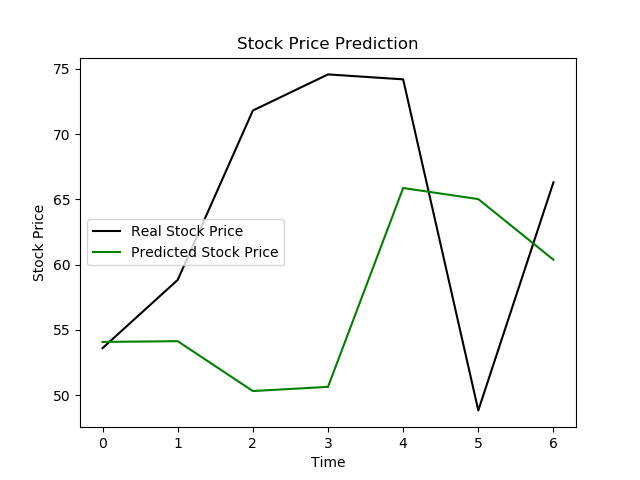 Stock Price Prediction
75
70
65
60
55
50
Stock Price
Real Stock Price
Predicted Stock Price
0 1 2 3 4 5 6
Time